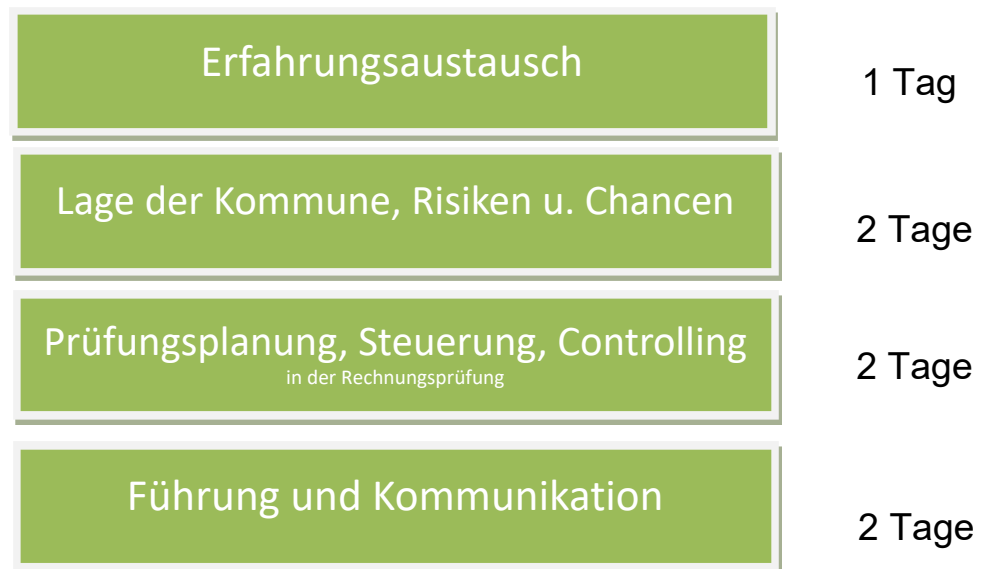 Erfahrungsaustausch
1 Tag
Lage der Kommune, Risiken u. Chancen
2 Tage
Prüfungsplanung, Steuerung, Controlling
in der Rechnungsprüfung
2 Tage
Führung und Kommunikation
2 Tage